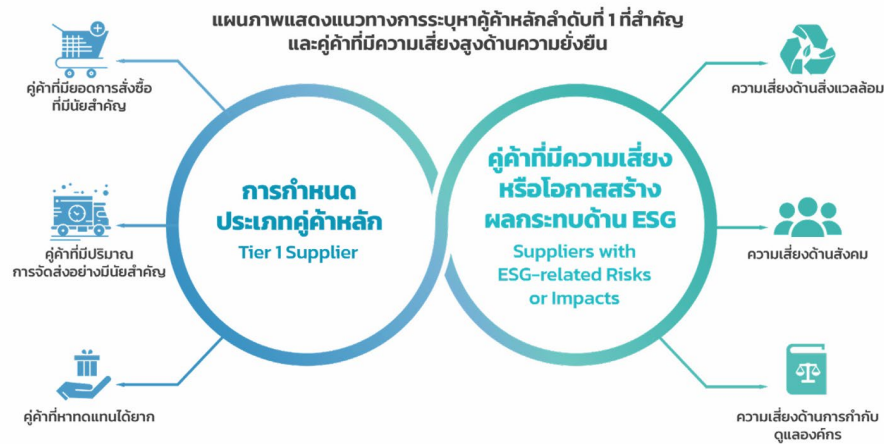 แผนภาพแสดงแนวทางการระบุหาคู่ค้าหลักลำดับที่ 1 ที่สำคัญ
และคู่ค้าที่มีความเสี่ยงสูงด้านความยั่งยืน
คู่ค้าที่มียอดการสั่งซื้อ
ที่มีนัยสำคัญ
คู่ค้าที่มีปริมาณ
การจัดส่งอย่างมีนัยสำคัญ
คู่ค้าที่หาทดแทนได้ยาก
การกำหนด
ประเภทคู่ค้าหลัก
Tier 1 Supplier
คู่ค้าที่มีความเสี่ยง
หรือโอกาสสร้าง
ผลกระทบด้าน ESG
Suppliers with
ESG-related Risks
or Impacts
ความเสี่ยงด้านสิ่งแวลล้อม
ความเสี่ยงด้านสังคม
ความเสี่ยงด้านการกำกับ
ดูแลองค์กร